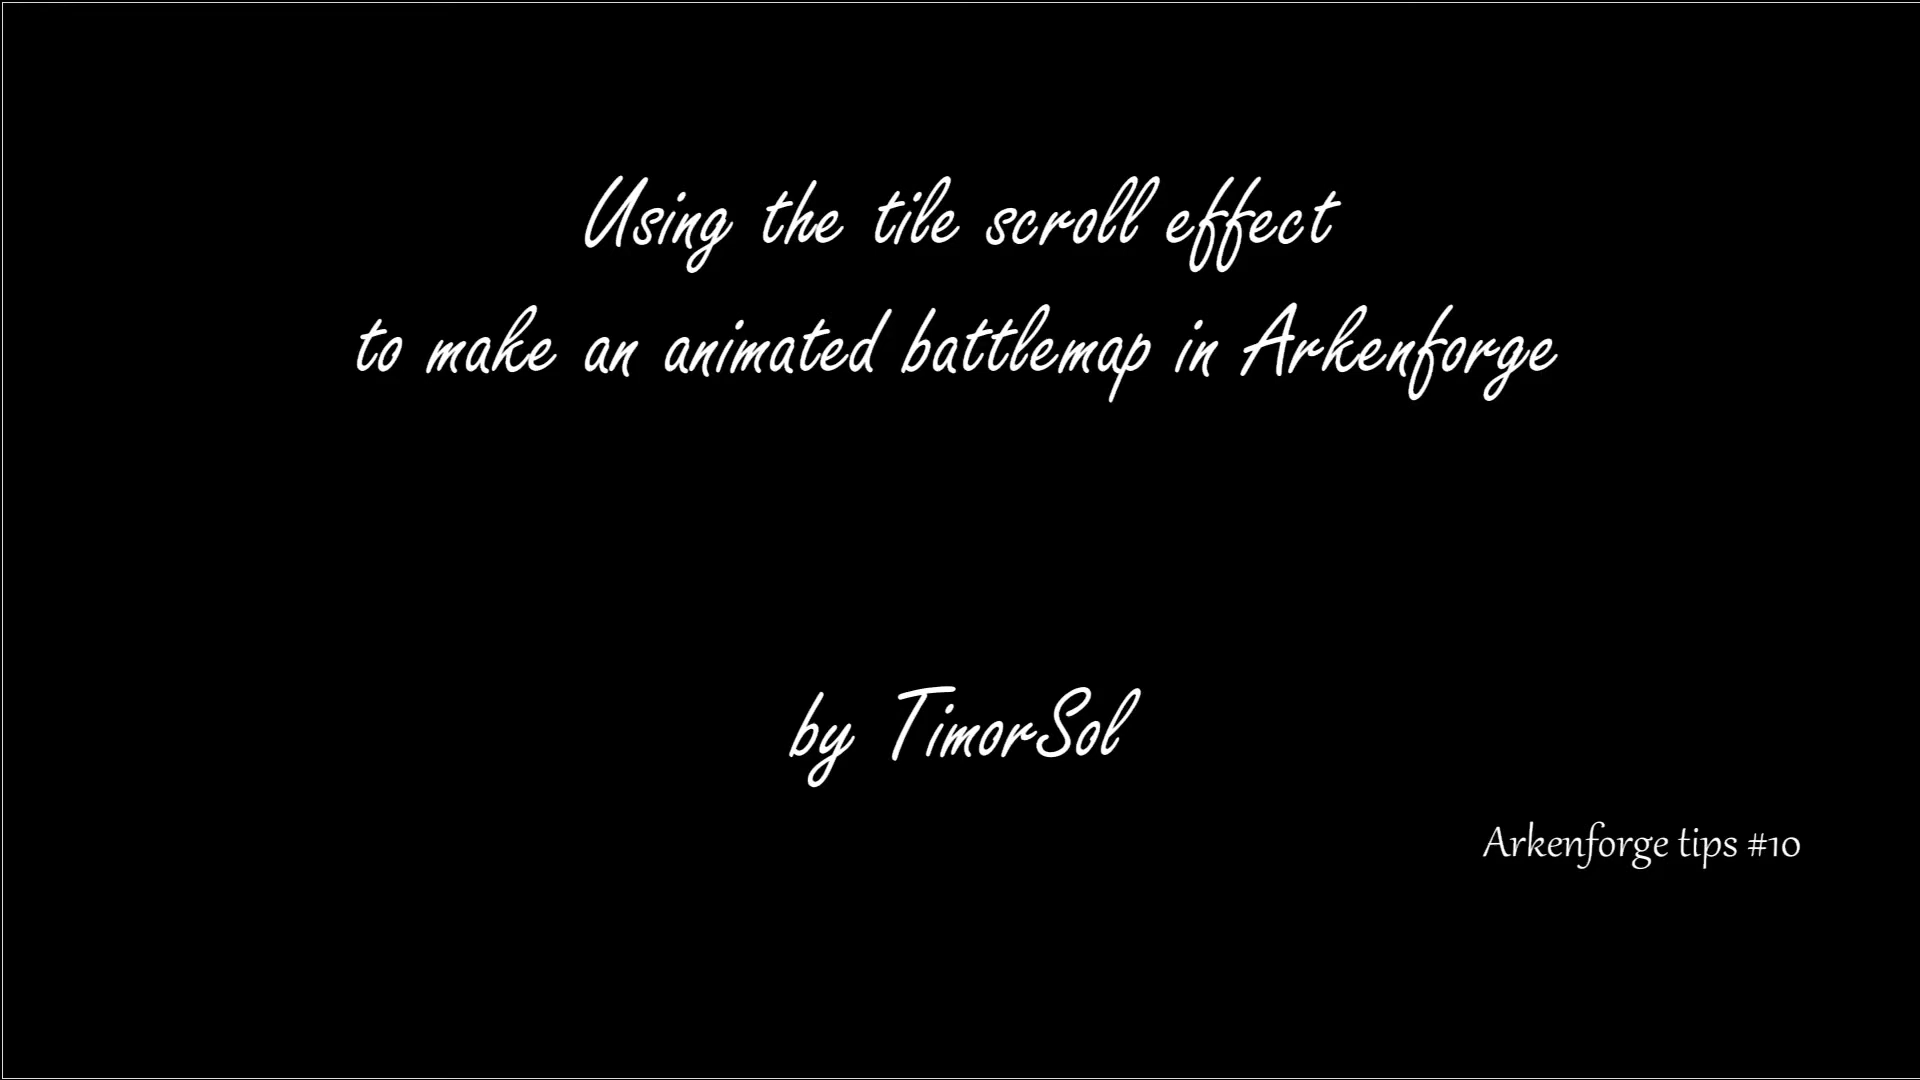 Using the tile scroll effect
to make an animated battlemap in Arkenforge
by TimorSol
Arkenforge tips #10